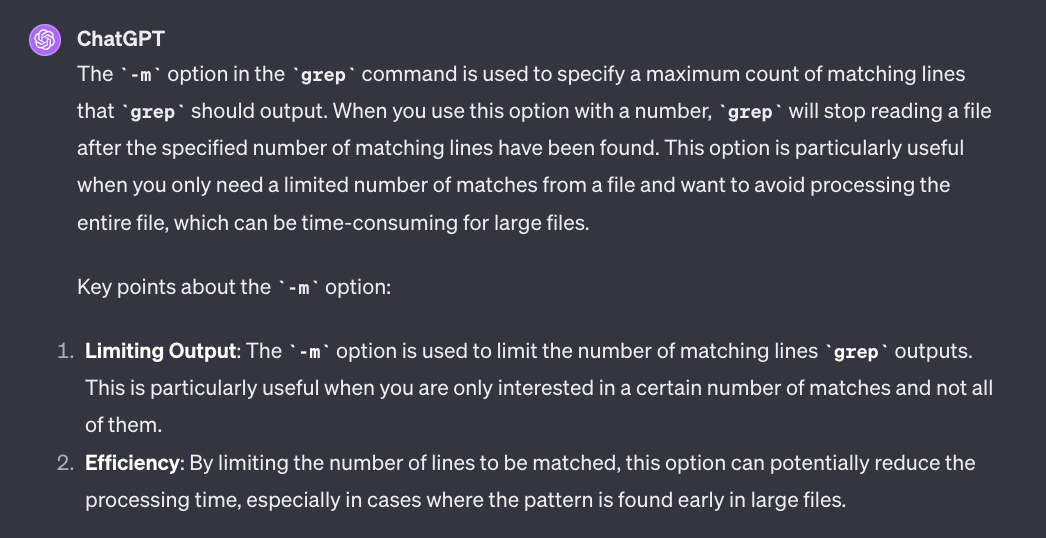 ChatGPT
The `-m` option in the `grep` command is used to specify a maximum count of matching lines
that `grep` should output. When you use this option with a number, `grep` will stop reading a file
after the specified number of matching lines have been found. This option is particularly useful
when you only need a limited number of matches from a file and want to avoid processing the
entire file, which can be time-consuming for large files.
Key points about the `-m` option:
1. Limiting Output: The `-m` option is used to limit the number of matching lines `grep` outputs.
This is particularly useful when you are only interested in a certain number of matches and not all
of them.
2. Efficiency: By limiting the number of lines to be matched, this option can potentially reduce the
processing time, especially in cases where the pattern is found early in large files.